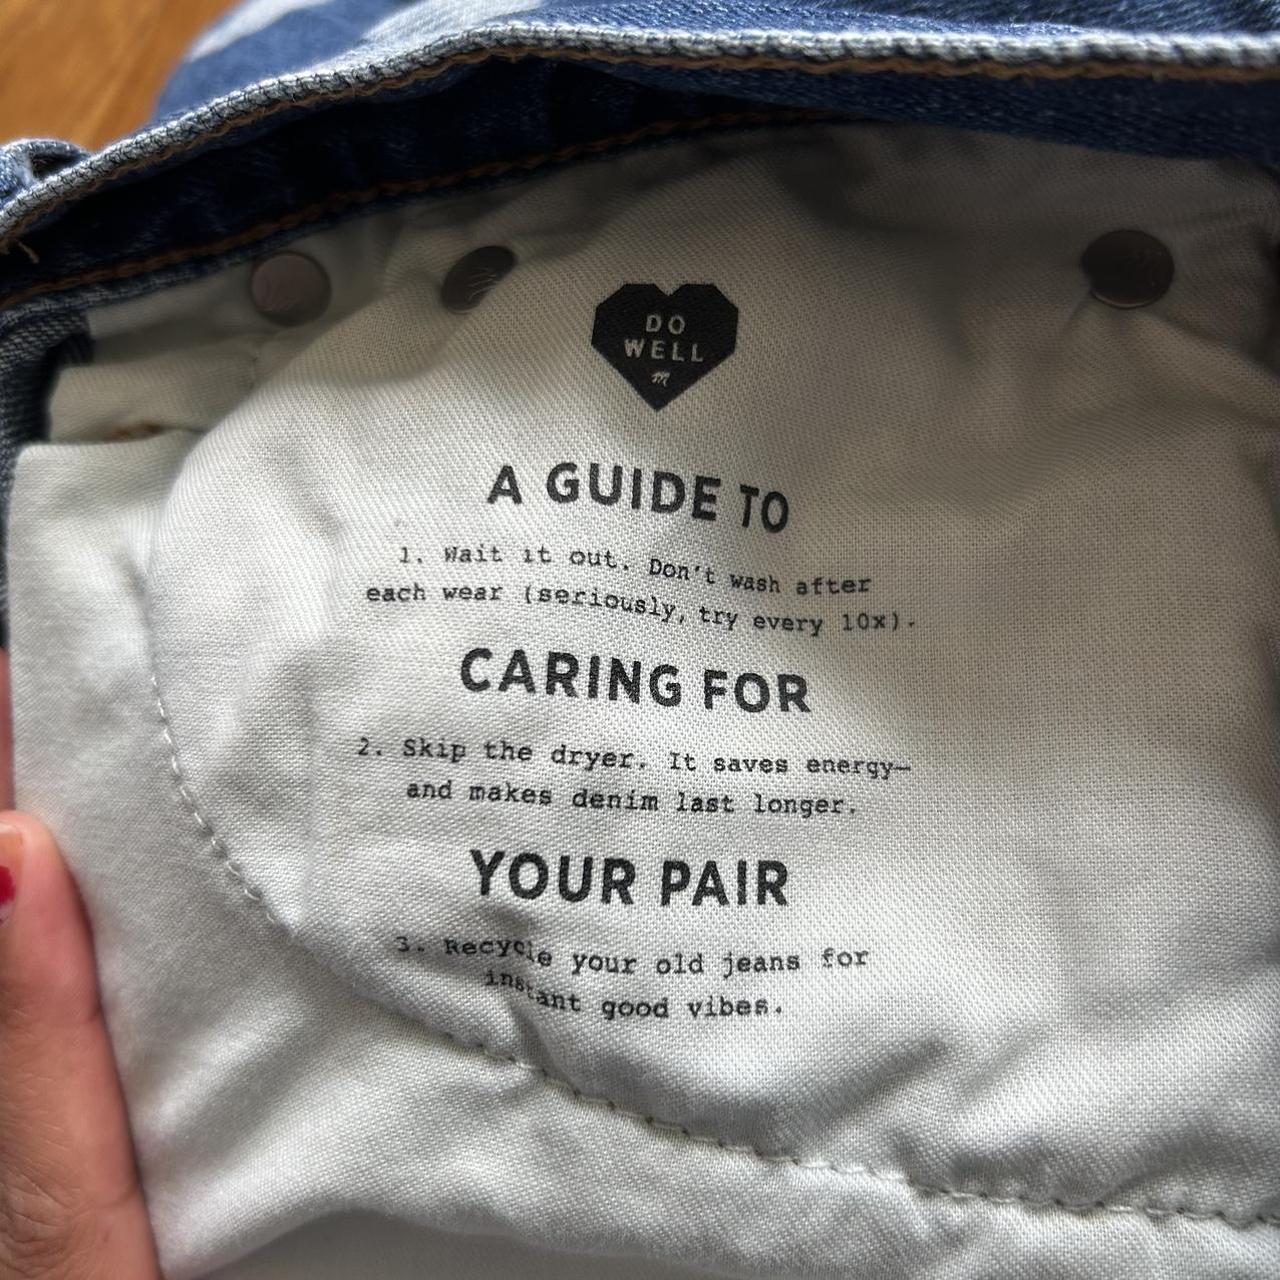 DO
WELL
m
A GUIDE TO
1. Wait it out. Don't wash after
each wear (seriously, try every 10x).
CARING FOR
2. Skip the dryer. It saves energy—
and makes denim last longer.
YOUR PAIR
3. Recycle your old jeans for
instant good vibes.